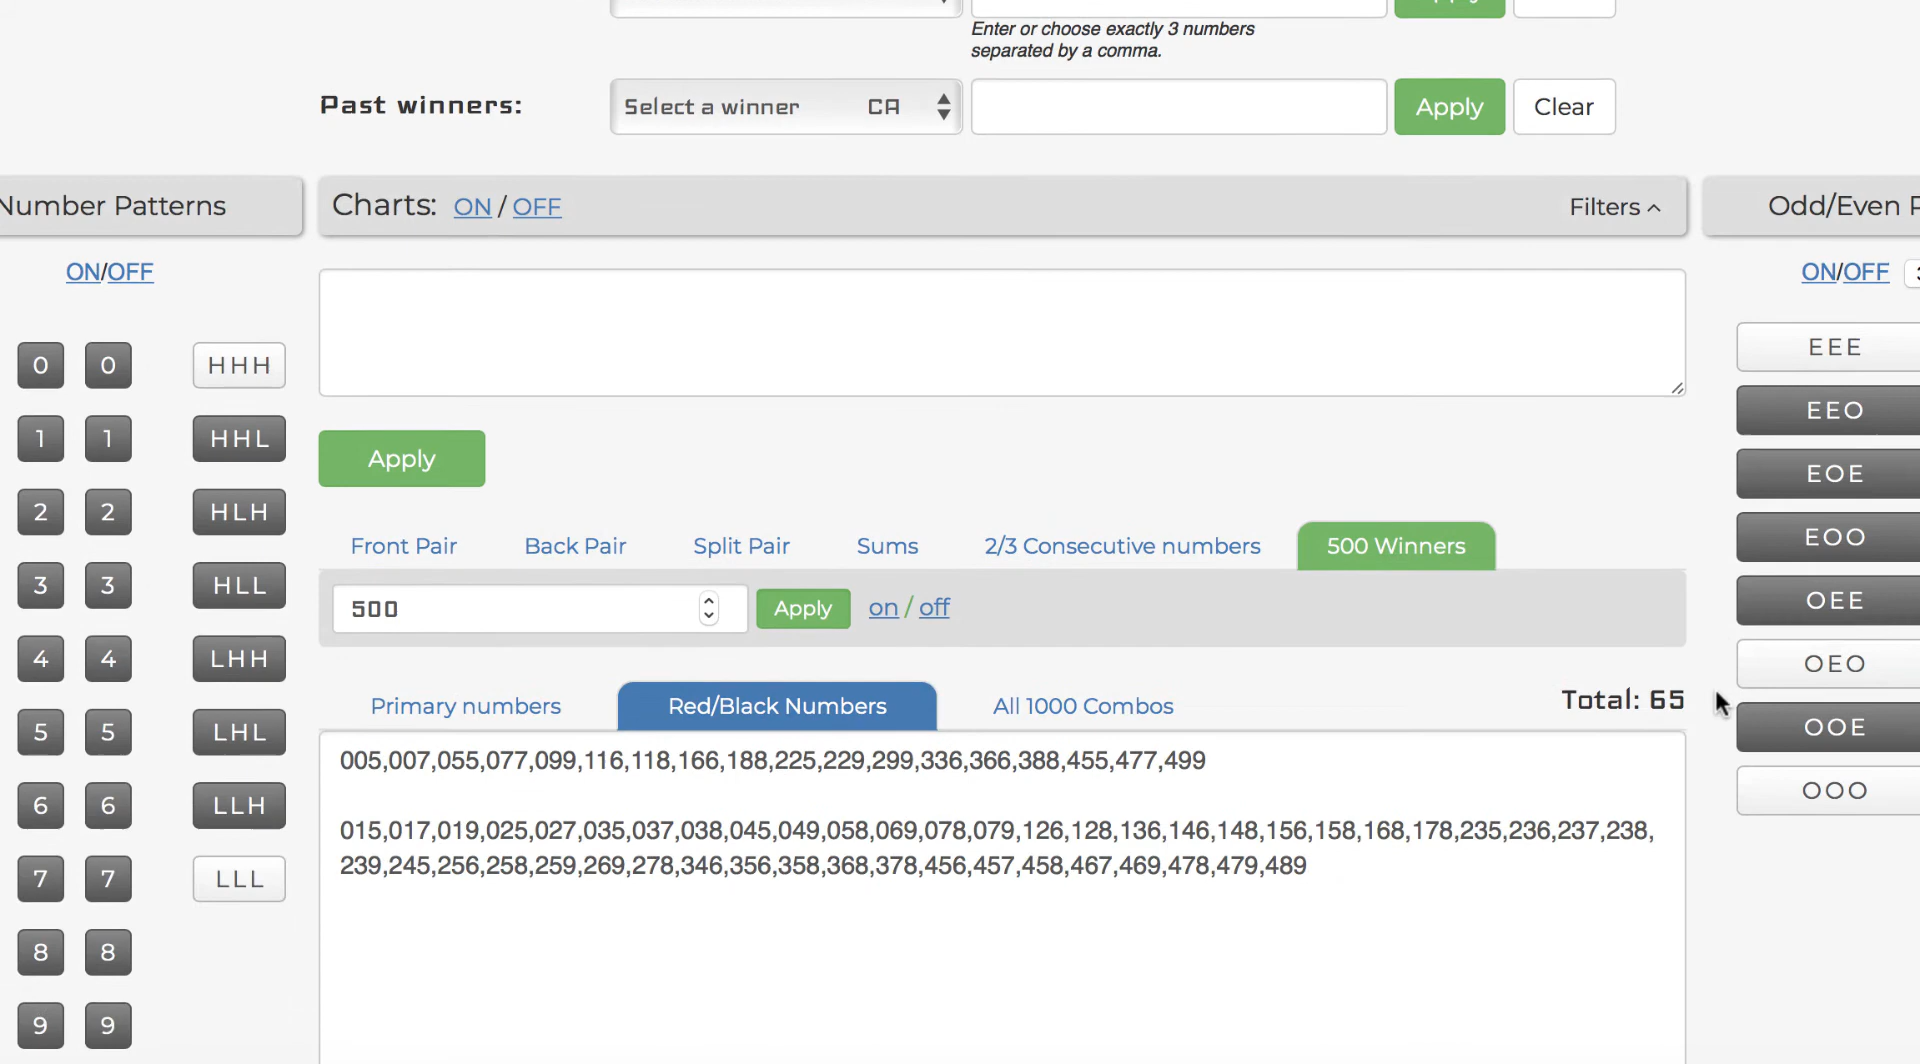 Enter or choose exactly 3 numbers
separated by a comma.
Past winners:
Select a winner CA
Apply
Clear
Number Patterns
Charts: ON / OFF
Filters
Odd/Even
ON/OFF
ON/OFF
0 0 HHH
1 1 HHL
2 2 HLH
3 3 HLL
4 4 LHH
5 5 LHL
6 6 LLH
7 7 LLL
8 8
9 9
Apply
Front Pair
Back Pair
Split Pair
Sums
2/3 Consecutive numbers
500 Winners
500
Apply
on / off
Primary numbers
Red/Black Numbers
All 1000 Combos
Total: 65
005,007,055,077,099,116,118,166,188,225,229,299,336,366,388,455,477,499
015,017,019,025,027,035,037,038,045,049,058,069,078,079,126,128,136,146,148,156,158,168,178,235,236,237,238,
239,245,256,258,259,269,278,346,356,358,368,378,456,457,458,467,469,478,479,489
EEE
EEO
EOE
EOO
OEE
OEO
OOE
OOO